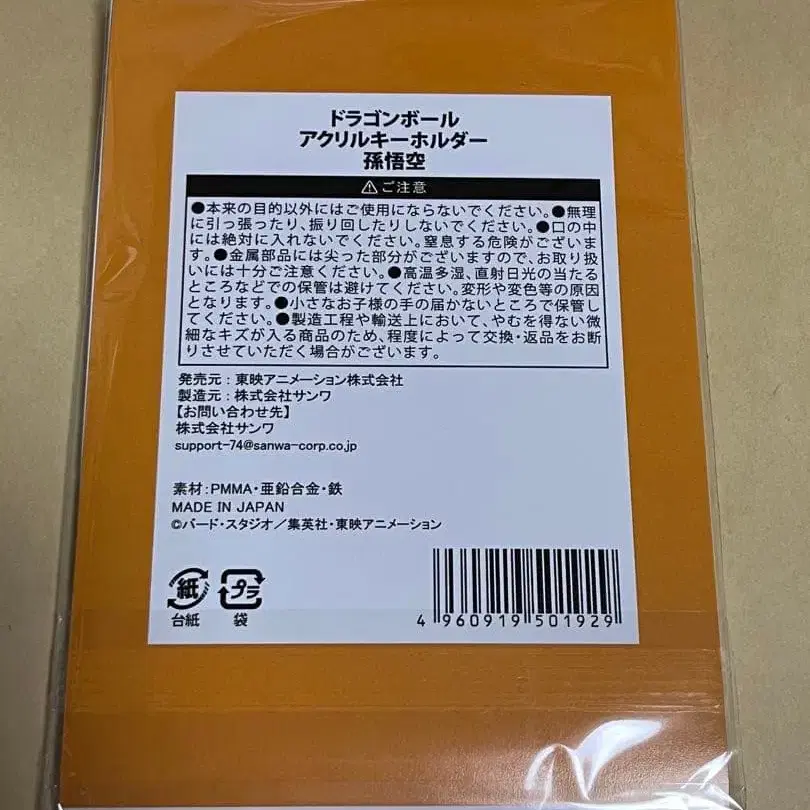 ドラゴンボール
アクリルキーホルダー
孫悟空
⚠ご注意
●本来の目的以外にはご使用にならないでください。●無理
に引っ張ったり、振り回したりしないでください。●口の中
には絶対に入れないでください。窒息する危険がございま
す。●金属部品には尖った部分がございますので、お取り扱
いには十分ご注意ください。●高温多湿、直射日光の当たる
ところなどでの保管は避けてください。変形や変色等の原因
となります。●小さなお子様の手の届かないところで保管し
てください。●製造工程や輸送上において、やむを得ない微
細なキズが入る商品のため、程度によって交換・返品をお断
りさせていただく場合がございます。
発売元：東映アニメーション株式会社
製造元：株式会社サンワ
【お問い合わせ先】
株式会社サンワ
support-74@sanwa-corp.co.jp
素材：PMMA・亜鉛合金・鉄
MADE IN JAPAN
©バード・スタジオ／集英社・東映アニメーション
紙 プラ
台紙 袋
4 960919 501929